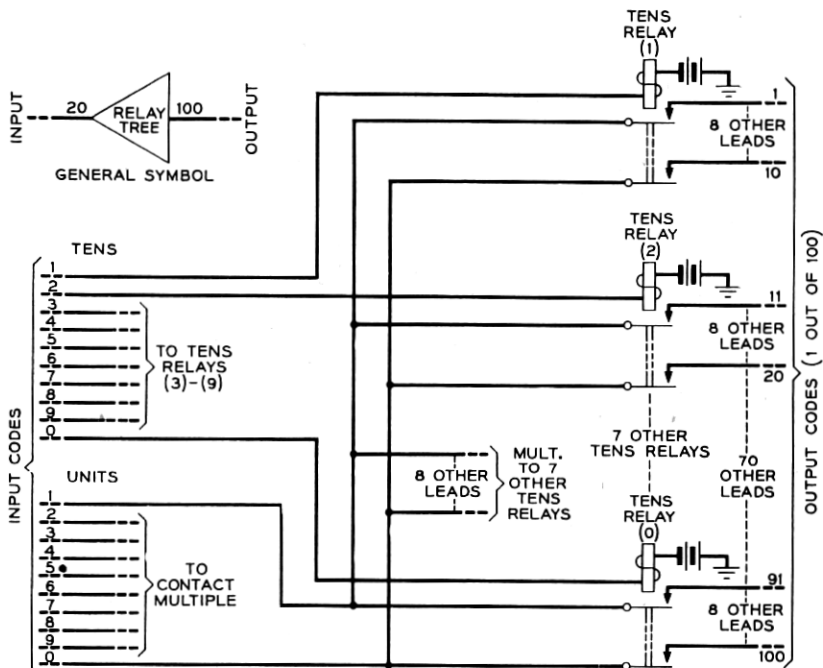 INPUT
20
RELAY
TREE
100
OUTPUT
GENERAL SYMBOL
TENS
RELAY
(1)
1
8 OTHER
LEADS
10
TENS
RELAY
(2)
11
8 OTHER
LEADS
20
INPUT CODES
TENS
1
2
3
4
5
6
7
8
9
0
TO TENS
RELAYS
(3)-(9)
8 OTHER
LEADS
MULT.
TO 7
OTHER
TENS
RELAYS
7 OTHER
TENS RELAYS
70
OTHER
LEADS
OUTPUT CODES (1 OUT OF 100)
UNITS
1
2
3
4
5
6
7
8
9
0
TO
CONTACT
MULTIPLE
TENS
RELAY
(0)
91
8 OTHER
LEADS
100